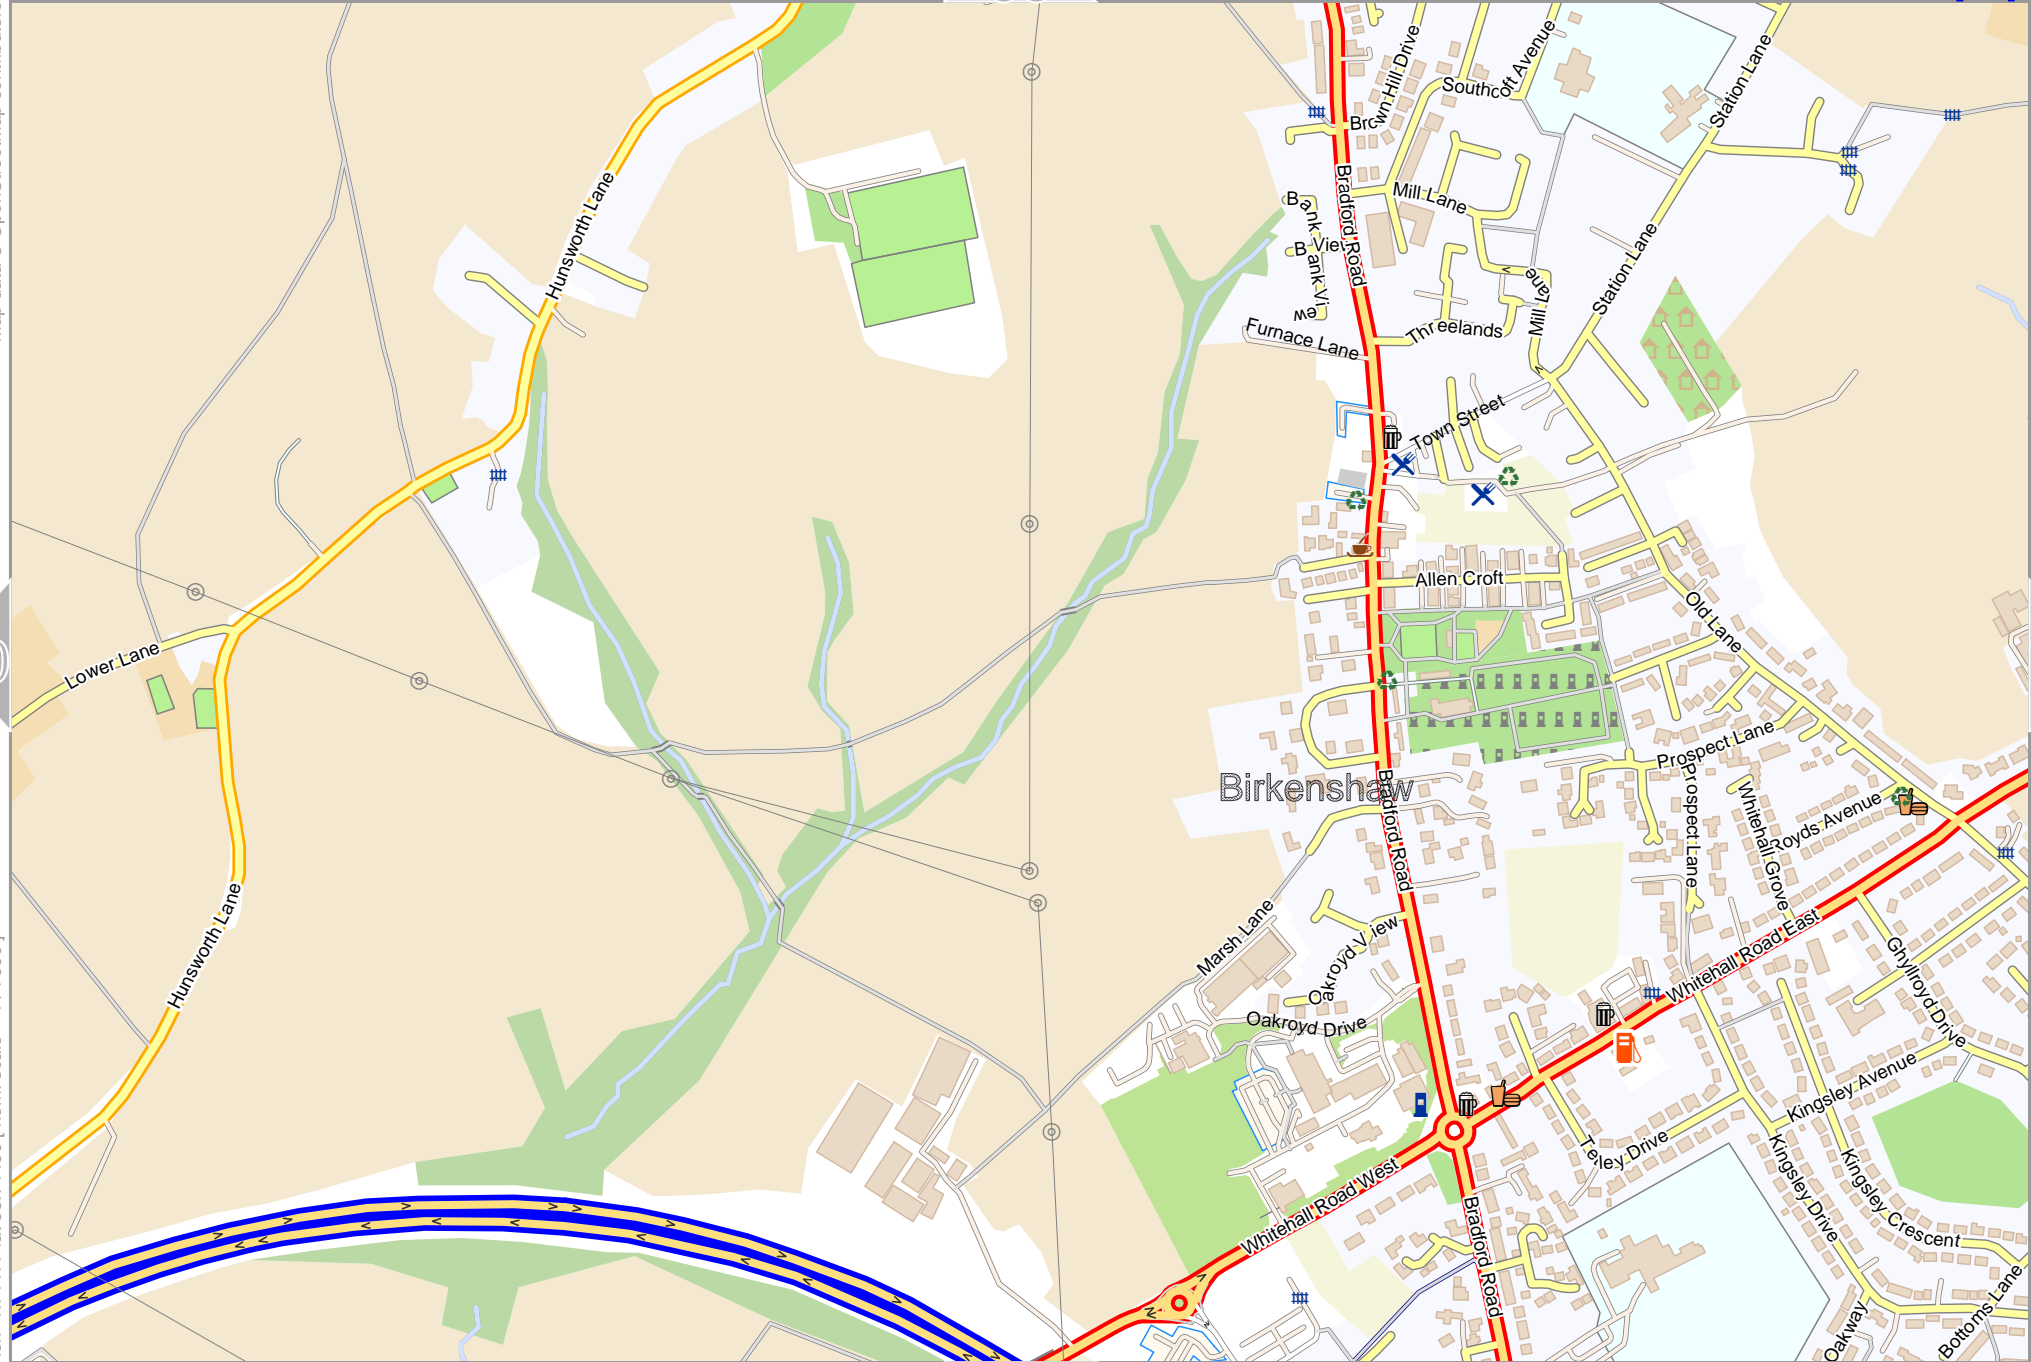 Station Lane
Southcroft Avenue
Brown Hill Drive
Bradford Road
Mill Lane
Bank View
Bank View
Hunsworth Lane
Station Lane
Mill Lane
Threelands
Furnace Lane
Town Street
Allen Croft
Old Lane
Lower Lane
Prospect Lane
Birkenshaw
Bradford Road
Prospect Lane
Whitehall Grove
Royds Avenue
Hunsworth Lane
Marsh Lane
Oakroyd View
Whitehall Road East
Ghyllroyd Drive
Oakroyd Drive
Kingsley Avenue
Tetley Drive
Kingsley Drive
Kingsley Crescent
Whitehall Road West
Bradford Road
Oakway
Bottoms Lane